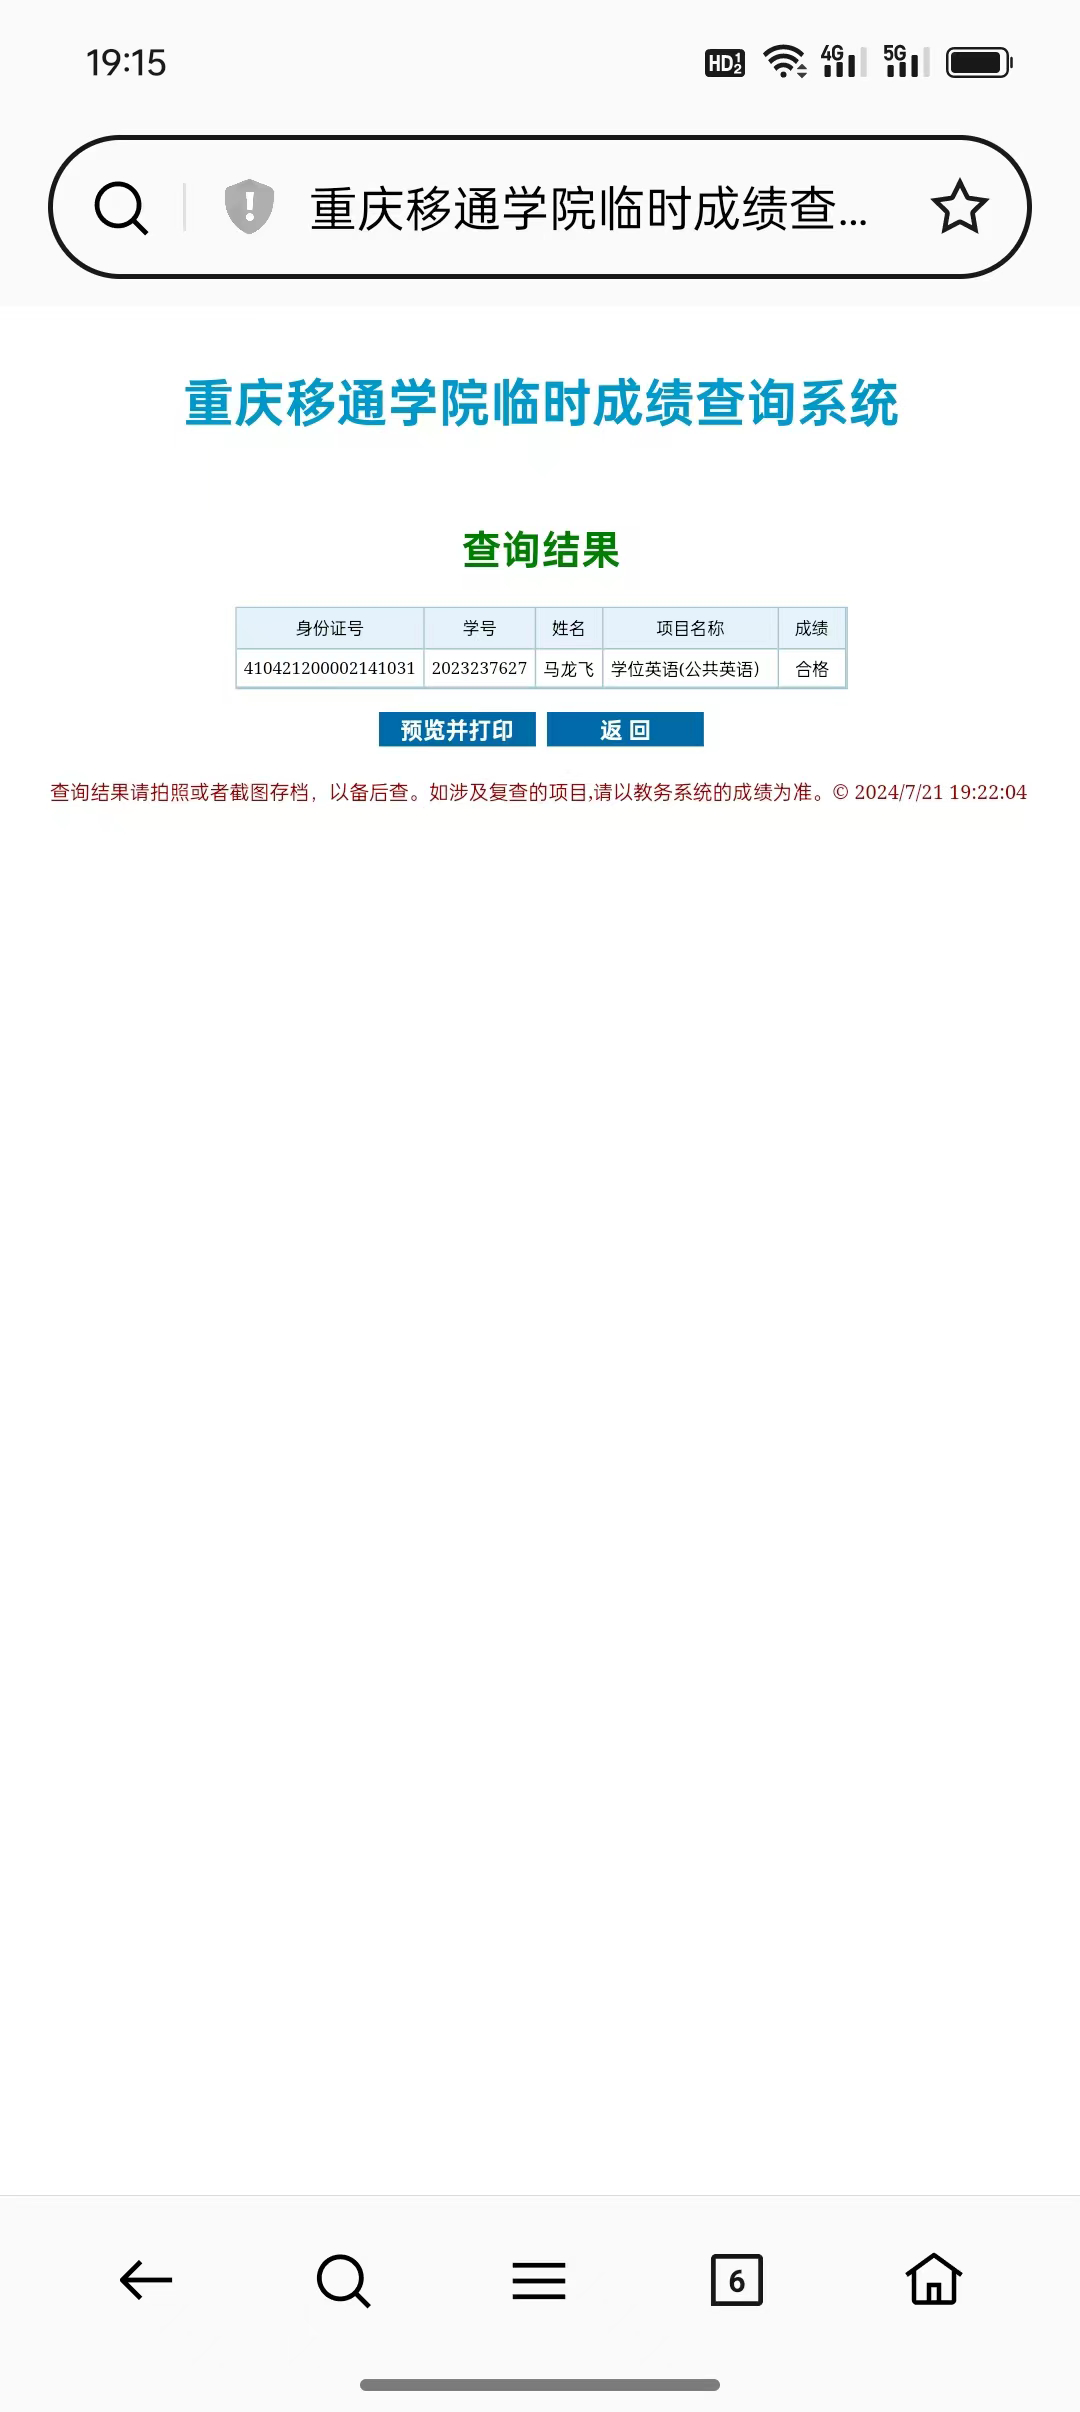 19:15
HD 1 2 4G 5G
重庆移通学院临时成绩查...
重庆移通学院临时成绩查询系统
查询结果
身份证号 学号 姓名 项目名称 成绩
410421200002141031 2023237627 马龙飞 学位英语(公共英语) 合格
预览并打印 返 回
查询结果请拍照或者截图存档，以备后查。如涉及复查的项目,请以教务系统的成绩为准。© 2024/7/21 19:22:04
6